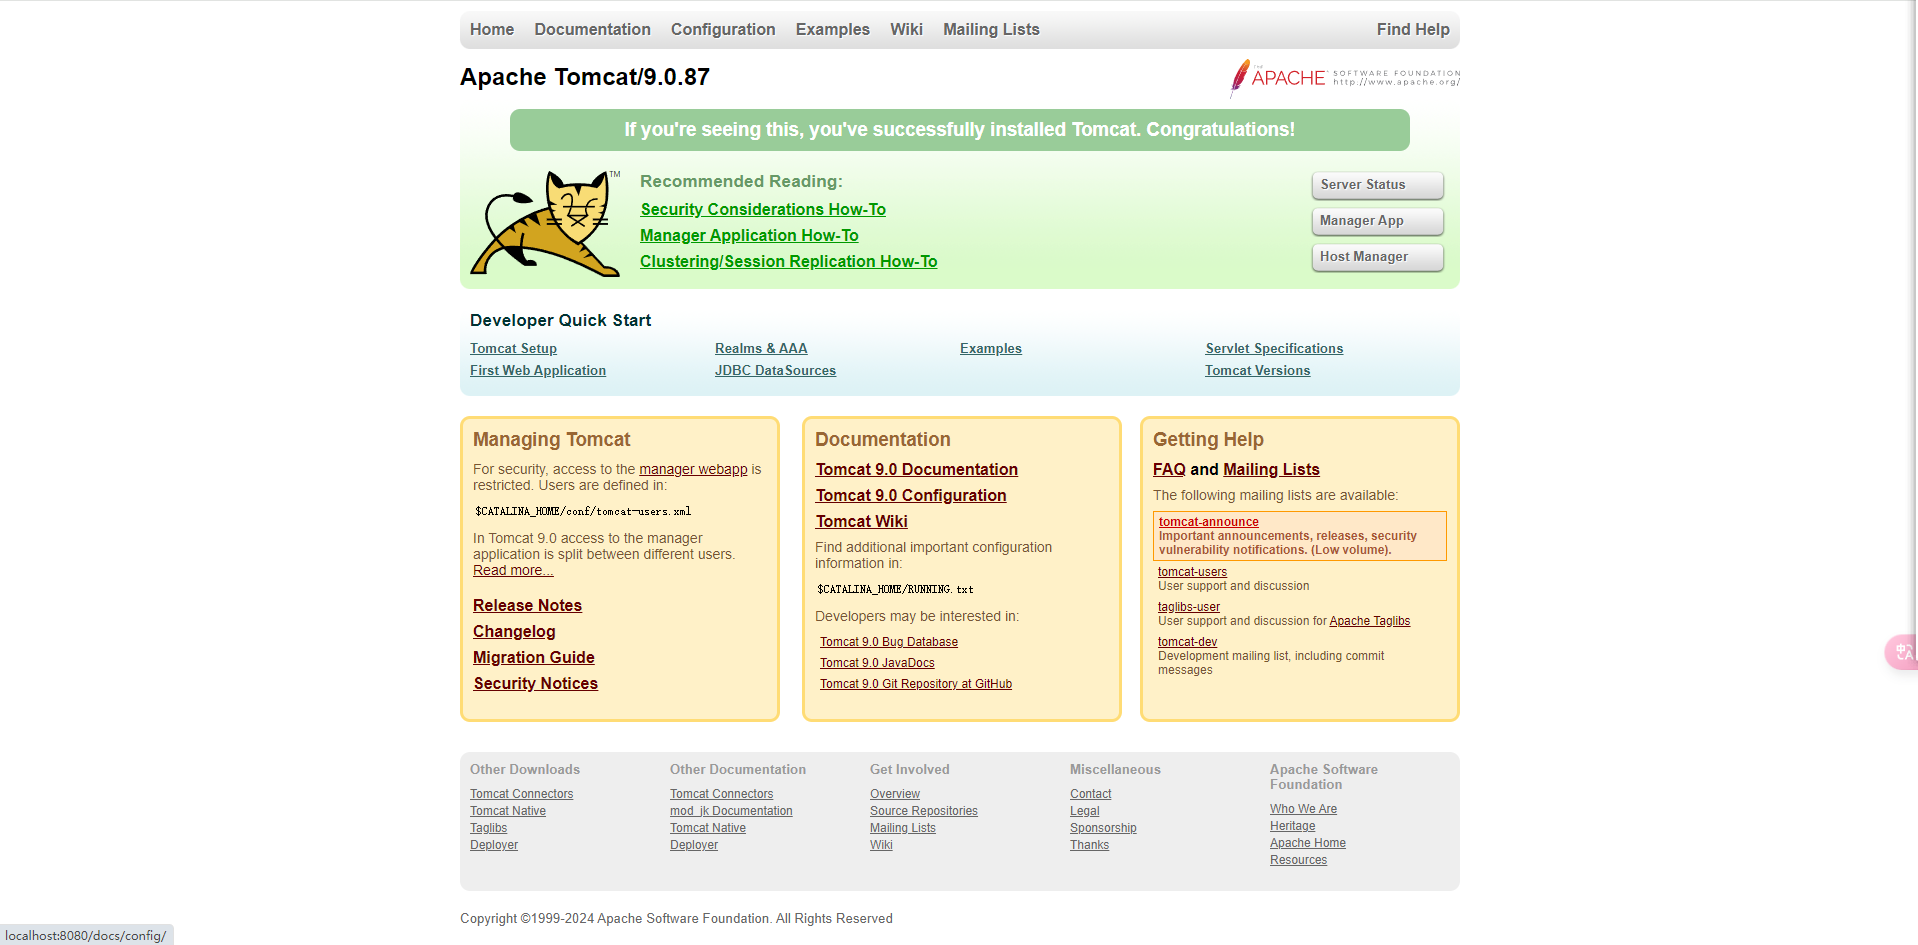 Home Documentation Configuration Examples Wiki Mailing Lists Find Help
Apache Tomcat/9.0.87
THE
APACHE SOFTWARE FOUNDATION
http://www.apache.org/
If you're seeing this, you've successfully installed Tomcat. Congratulations!
TM
Recommended Reading:
Security Considerations How-To
Manager Application How-To
Clustering/Session Replication How-To
Server Status
Manager App
Host Manager
Developer Quick Start
Tomcat Setup
First Web Application
Realms & AAA
JDBC DataSources
Examples
Servlet Specifications
Tomcat Versions
Managing Tomcat
For security, access to the manager webapp is
restricted. Users are defined in:
$CATALINA_HOME/conf/tomcat-users.xml
In Tomcat 9.0 access to the manager
application is split between different users.
Read more...
Release Notes
Changelog
Migration Guide
Security Notices
Documentation
Tomcat 9.0 Documentation
Tomcat 9.0 Configuration
Tomcat Wiki
Find additional important configuration
information in:
$CATALINA_HOME/RUNNING.txt
Developers may be interested in:
Tomcat 9.0 Bug Database
Tomcat 9.0 JavaDocs
Tomcat 9.0 Git Repository at GitHub
Getting Help
FAQ and Mailing Lists
The following mailing lists are available:
tomcat-announce
Important announcements, releases, security
vulnerability notifications. (Low volume).
tomcat-users
User support and discussion
taglibs-user
User support and discussion for Apache Taglibs
tomcat-dev
Development mailing list, including commit
messages
Other Downloads
Tomcat Connectors
Tomcat Native
Taglibs
Deployer
Other Documentation
Tomcat Connectors
mod_jk Documentation
Tomcat Native
Deployer
Get Involved
Overview
Source Repositories
Mailing Lists
Wiki
Miscellaneous
Contact
Legal
Sponsorship
Thanks
Apache Software
Foundation
Who We Are
Heritage
Apache Home
Resources
Copyright ©1999-2024 Apache Software Foundation. All Rights Reserved
localhost:8080/docs/config/
中
A